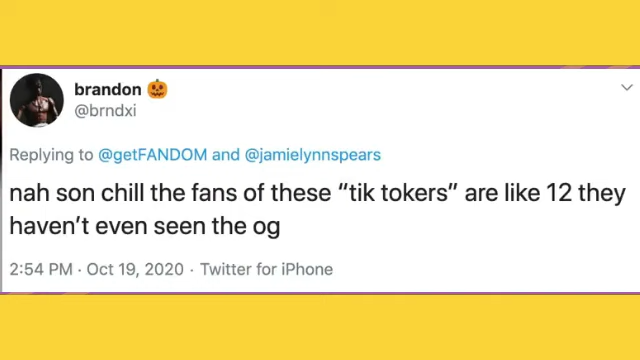 brandon 🎃
@brndxi
Replying to @getFANDOM and @jamielynnspears
nah son chill the fans of these “tik tokers” are like 12 they
haven’t even seen the og
2:54 PM · Oct 19, 2020 · Twitter for iPhone